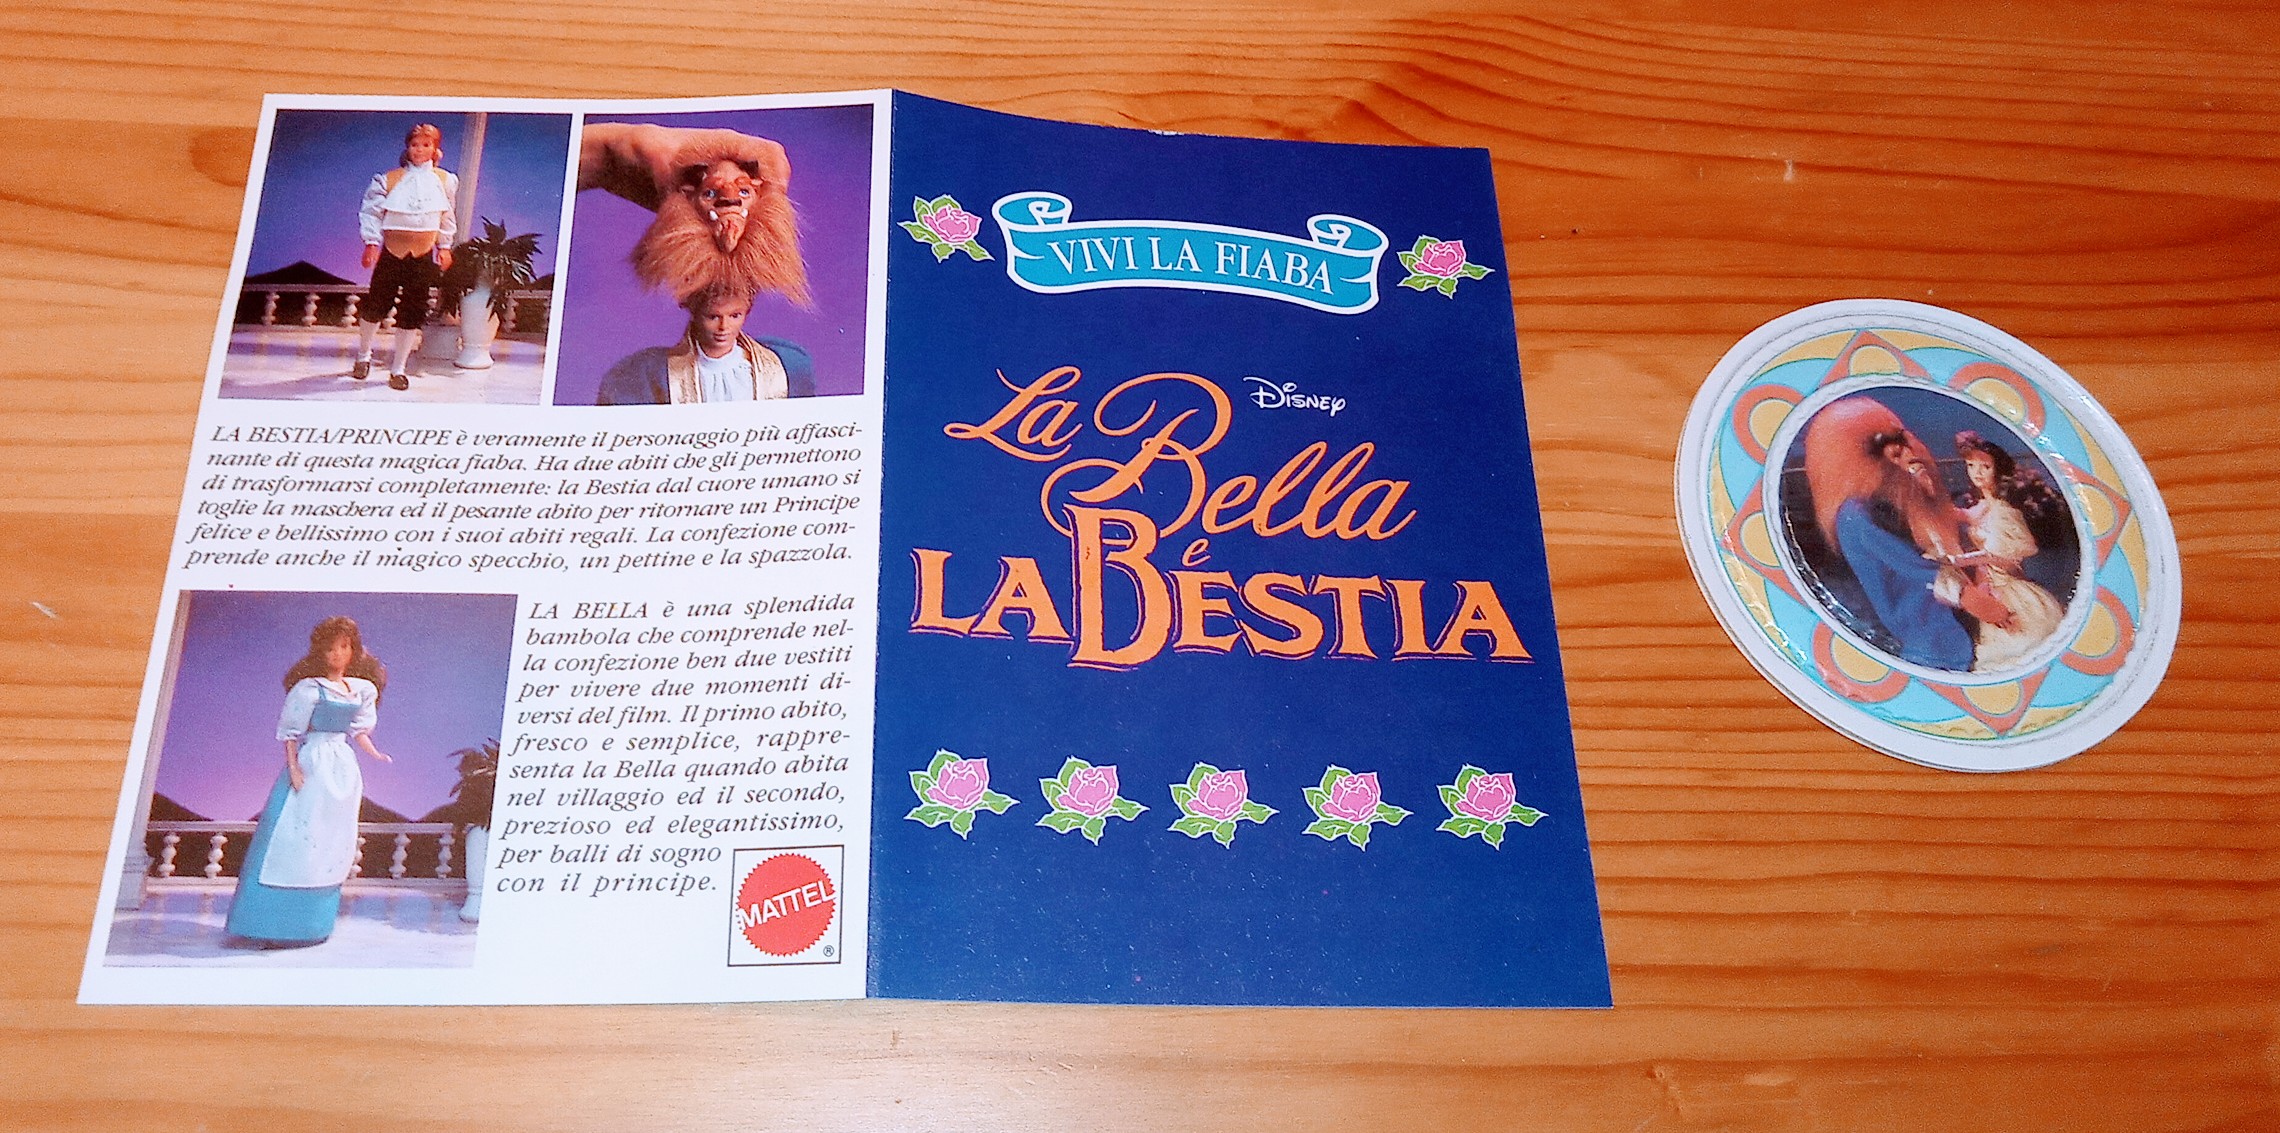 LA BESTIA/PRINCIPE è veramente il personaggio più affasci-
nante di questa magica fiaba. Ha due abiti che gli permettono
di trasformarsi completamente: la Bestia dal cuore umano si
toglie la maschera ed il pesante abito per ritornare un Principe
felice e bellissimo con i suoi abiti regali. La confezione com-
prende anche il magico specchio, un pettine e la spazzola.
LA BELLA è una splendida
bambola che comprende nel-
la confezione ben due vestiti
per vivere due momenti di-
versi del film. Il primo abito,
fresco e semplice, rappre-
senta la Bella quando abita
nel villaggio ed il secondo,
prezioso ed elegantissimo,
per balli di sogno
con il principe.
MATTEL
®
VIVI LA FIABA
DISNEY
La Bella
e
LA BESTIA